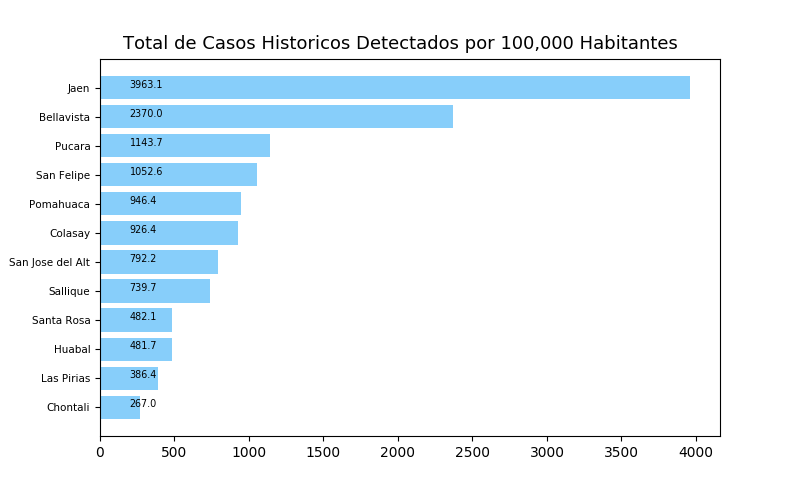 Total de Casos Historicos Detectados por 100,000 Habitantes
Jaen 3963.1
Bellavista 2370.0
Pucara 1143.7
San Felipe 1052.6
Pomahuaca 946.4
Colasay 926.4
San Jose del Alt 792.2
Sallique 739.7
Santa Rosa 482.1
Huabal 481.7
Las Pirias 386.4
Chontali 267.0
0 500 1000 1500 2000 2500 3000 3500 4000